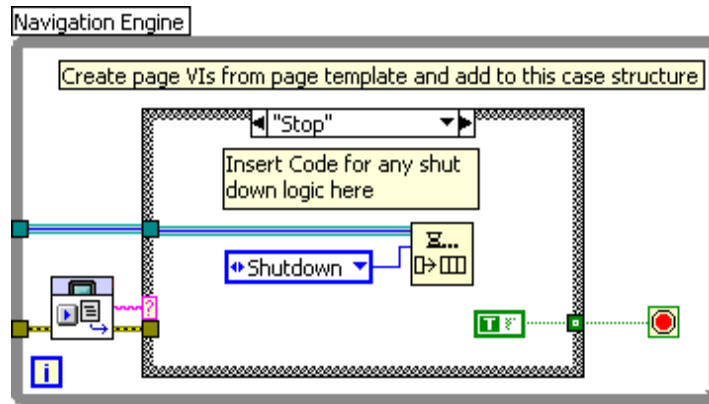 Navigation Engine
Create page VIs from page template and add to this case structure
"Stop"
Insert Code for any shut
down logic here
Shutdown
?
T F
i